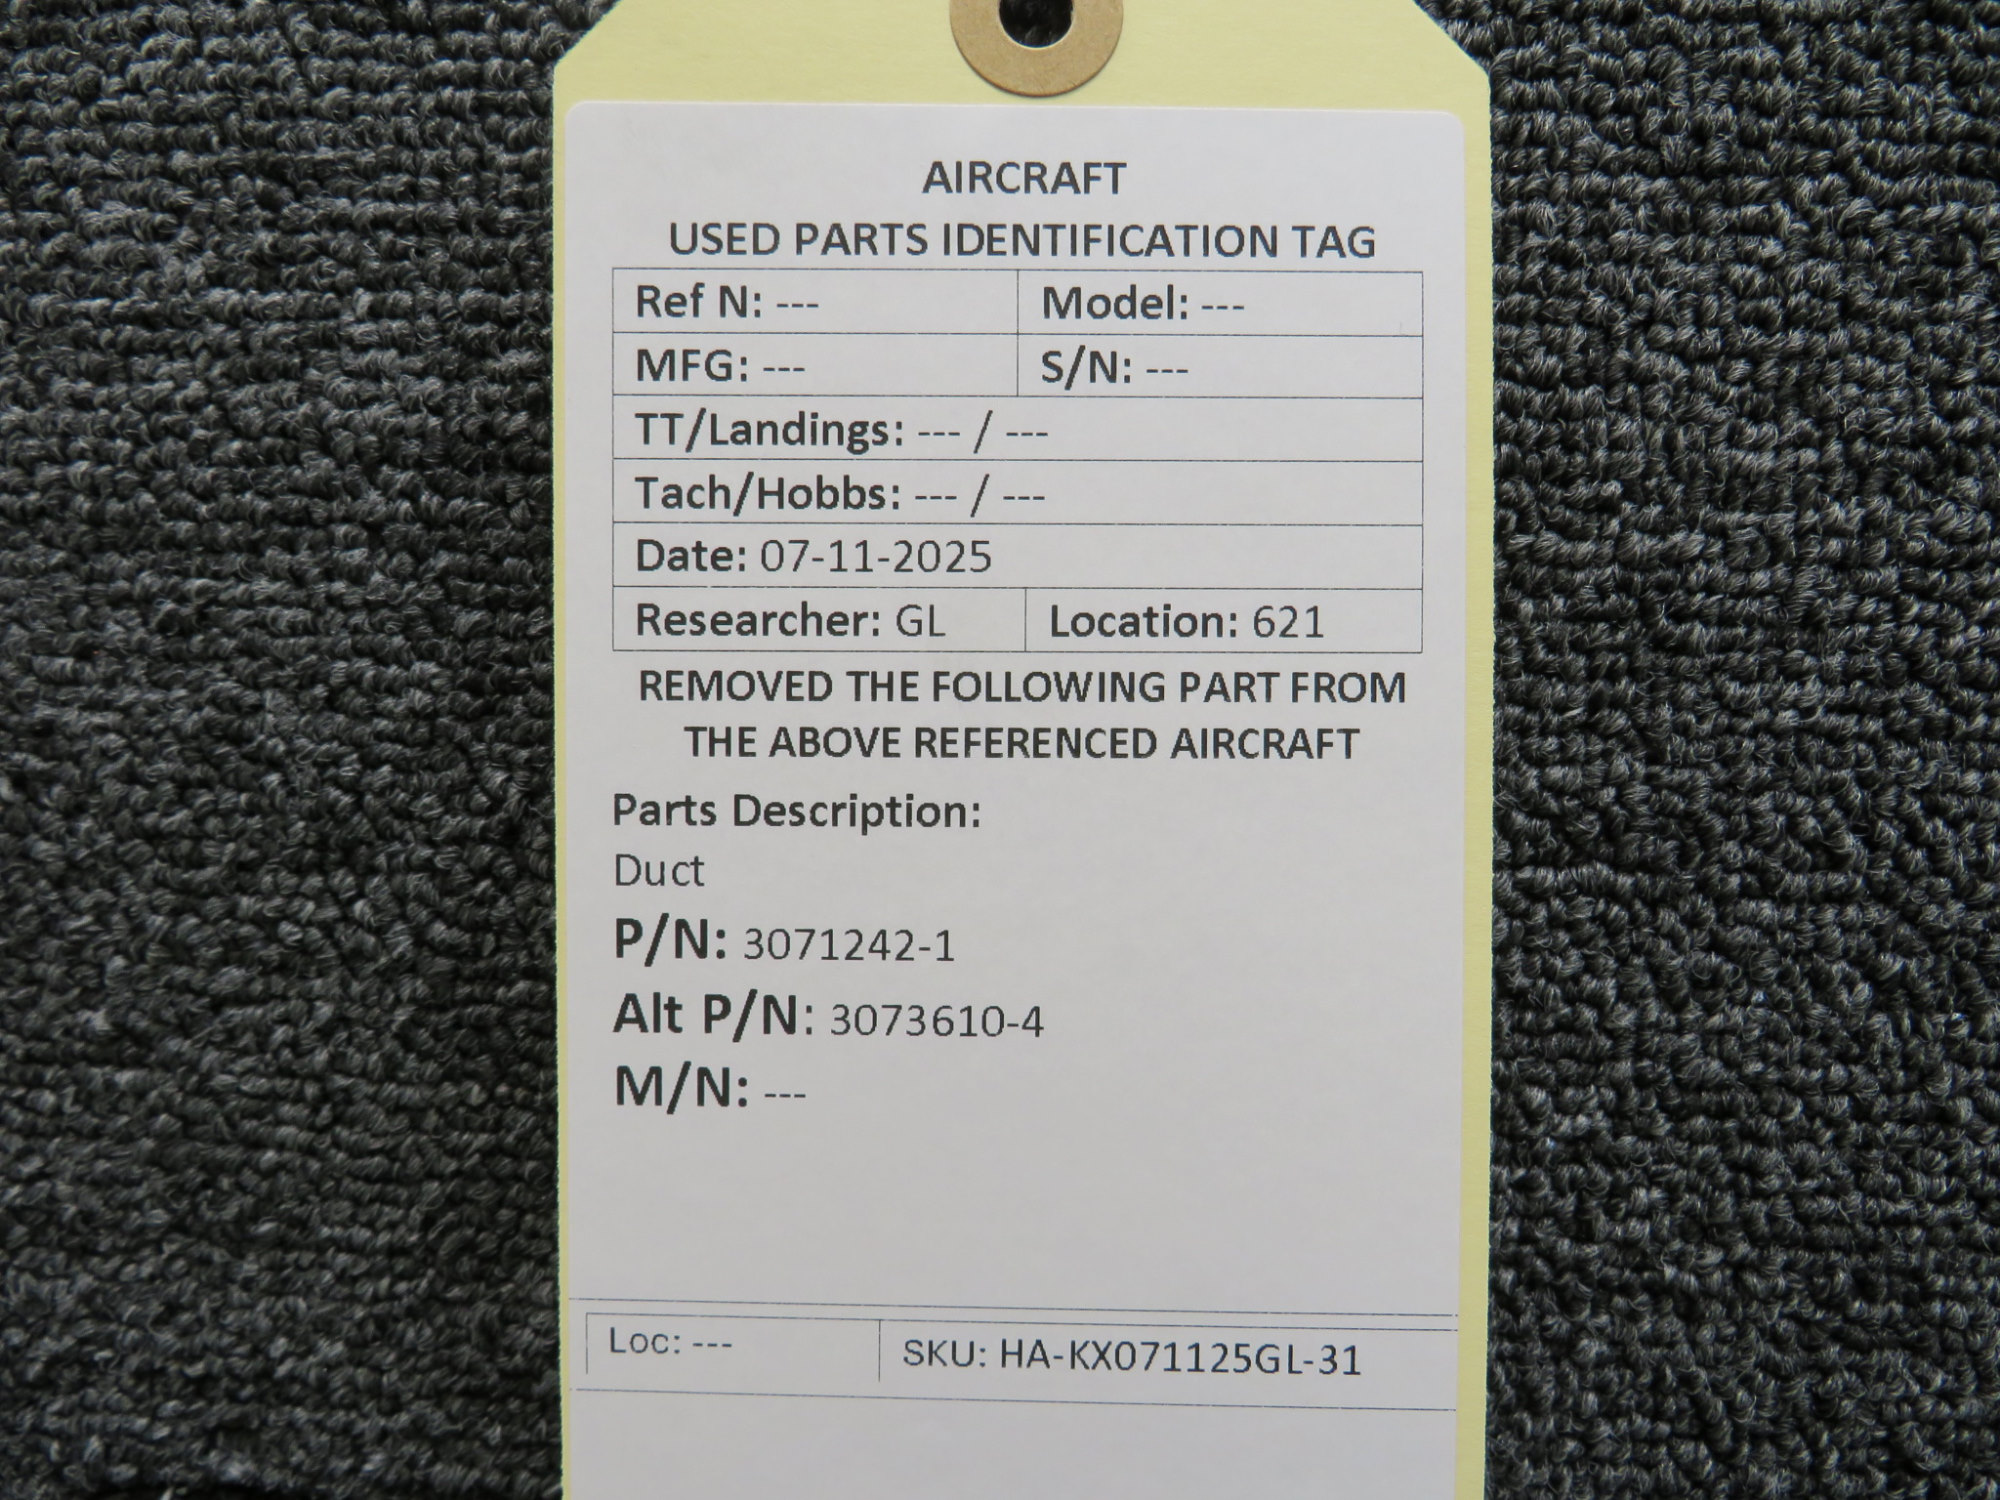 AIRCRAFT
USED PARTS IDENTIFICATION TAG
Ref N: --- Model: ---
MFG: --- S/N: ---
TT/Landings: --- / ---
Tach/Hobbs: --- / ---
Date: 07-11-2025
Researcher: GL Location: 621
REMOVED THE FOLLOWING PART FROM
THE ABOVE REFERENCED AIRCRAFT
Parts Description:
Duct
P/N: 3071242-1
Alt P/N: 3073610-4
M/N: ---
Loc: --- SKU: HA-KX071125GL-31